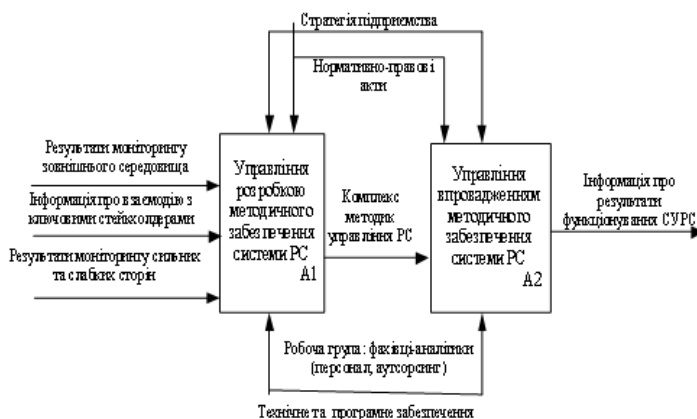 Стратегія підприємства
Нормативно-правові
акти
Результати моніторингу
зовнішнього середовища
Інформація про взаємодію з
ключовими стейкхолдерами
Результати моніторингу сильних
та слабких сторін
Управління
розробкою
методичного
забезпечення
системи РС
А1
Комплекс
методик
управління РС
Управління
впровадженням
методичного
забезпечення
системи РС
А2
Інформація про
результати
функціонування СУРС
Робоча група: фахівці-аналітики
(персонал, аутсорсинг)
Технічне та програмне забезпечення